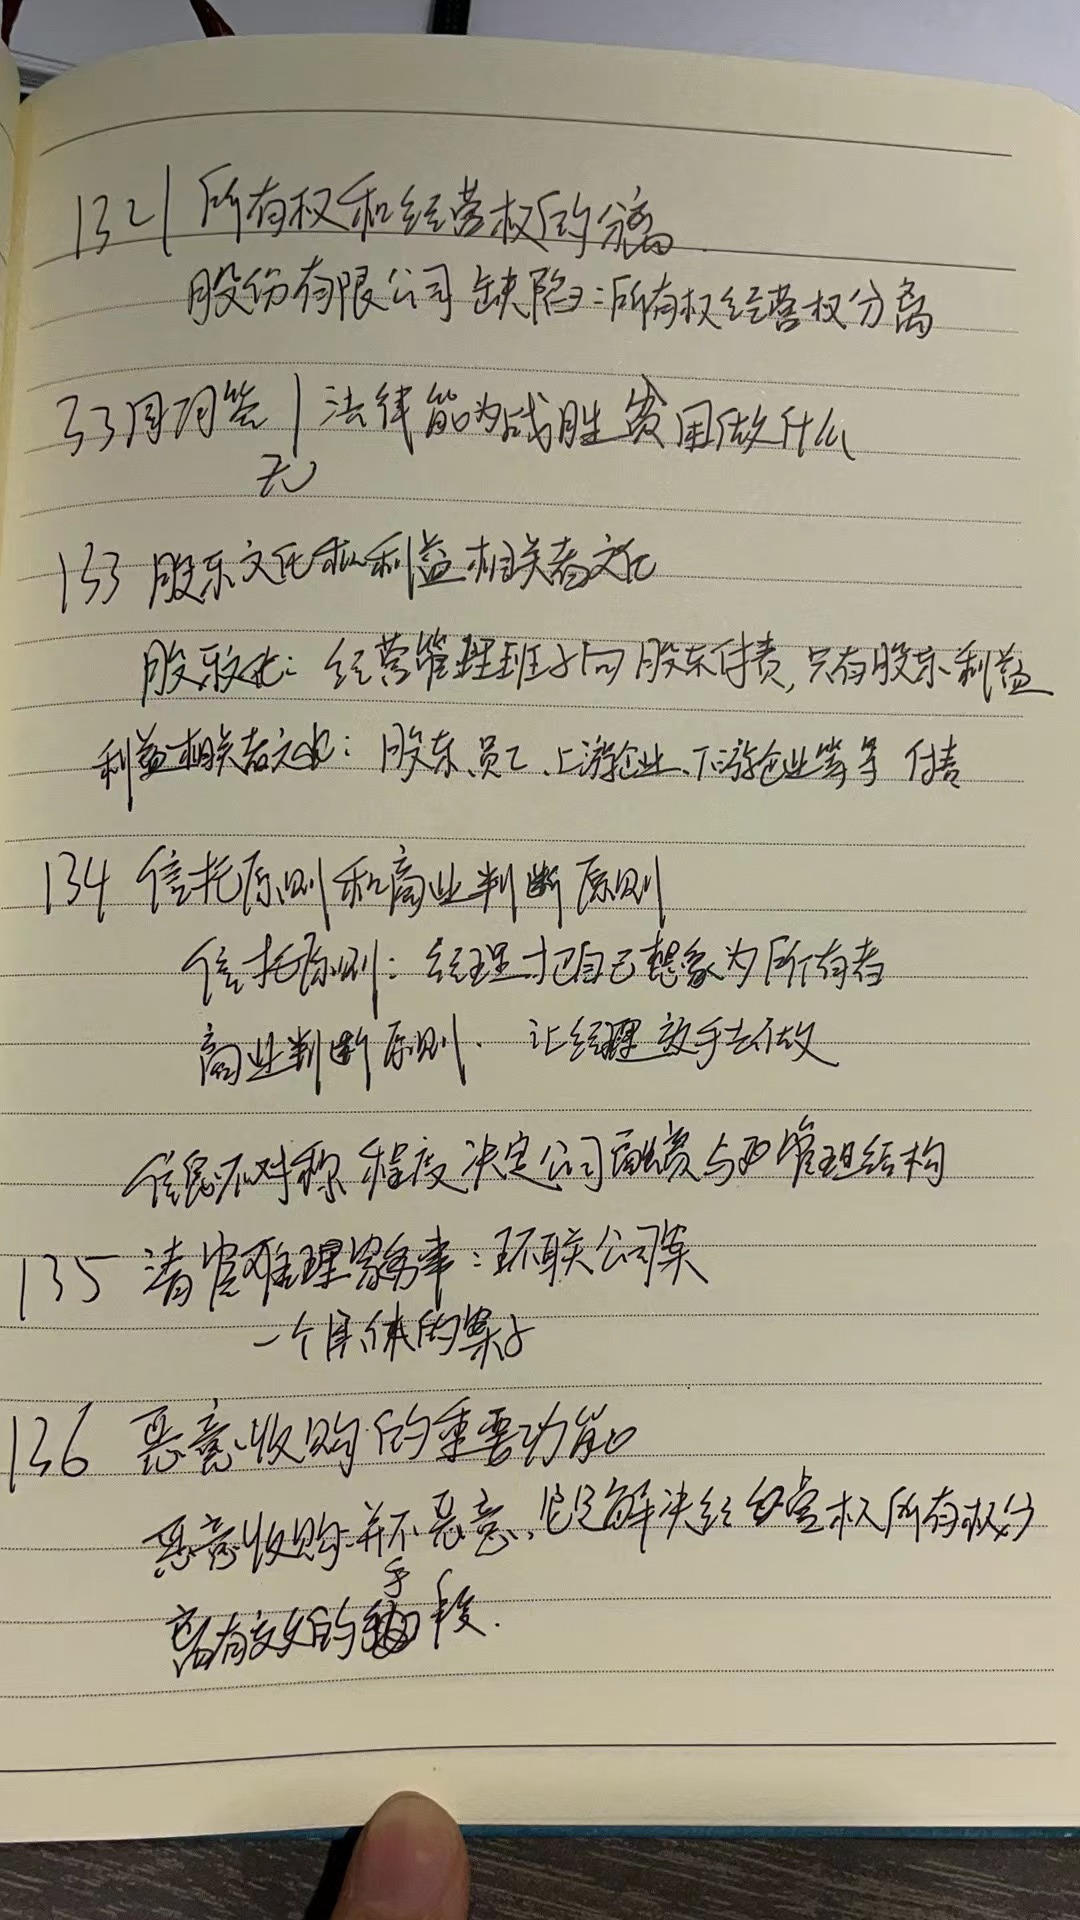 132| 所有权和经营权的分离
股份有限公司缺陷:所有权经营权分离
33周问答 | 法律能为战胜费用做什么
无
133 股东文化和利益相关者文化
股东文化:经营管理班子向股东付责,只有股东利益
利益相关者文化:股东、员工、上游企业、下游企业等等 付责
134 信托原则和商业判断原则
信托原则:经理把自己想象为所有者
商业判断原则. 让经理放手去做
信息不对称程度决定公司融资与管理结构
135 清官难理家务事:环联公司案
一个具体的案子
136 恶意收购的重要功能
恶意收购并不恶意,它是解决经营权所有权分
离有效的手段.